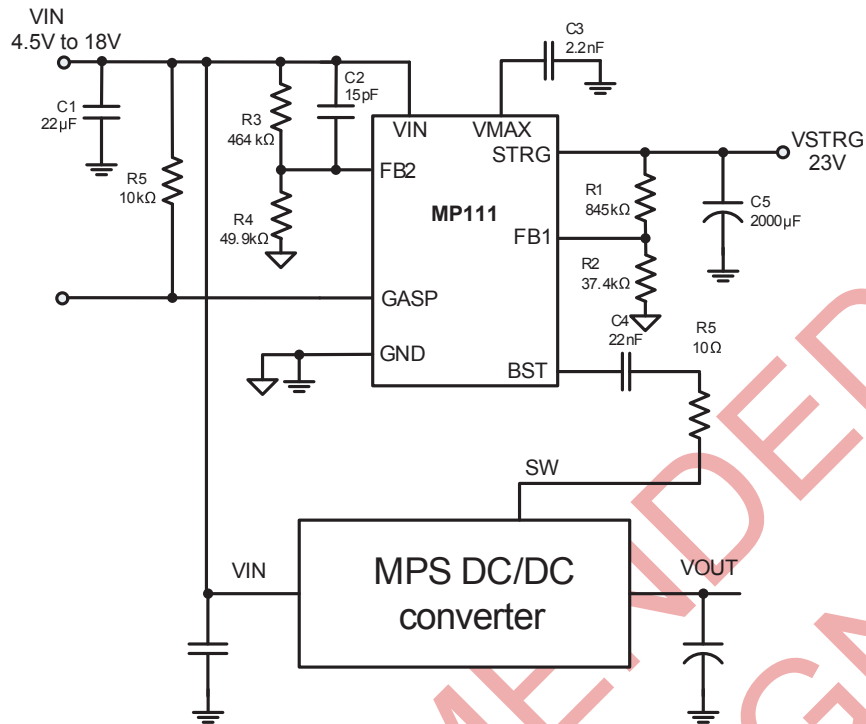 VIN
4.5V to 18V
C3
2.2nF
C2
15pF
C1
22µF
R3
464 kΩ
VIN
VMAX
STRG
VSTRG
23V
R5
10kΩ
FB2
R1
845kΩ
C5
2000µF
R4
49.9kΩ
MP111
FB1
R2
37.4kΩ
GASP
C4
22nF
R5
10Ω
GND
BST
SW
VIN
MPS DC/DC
converter
VOUT